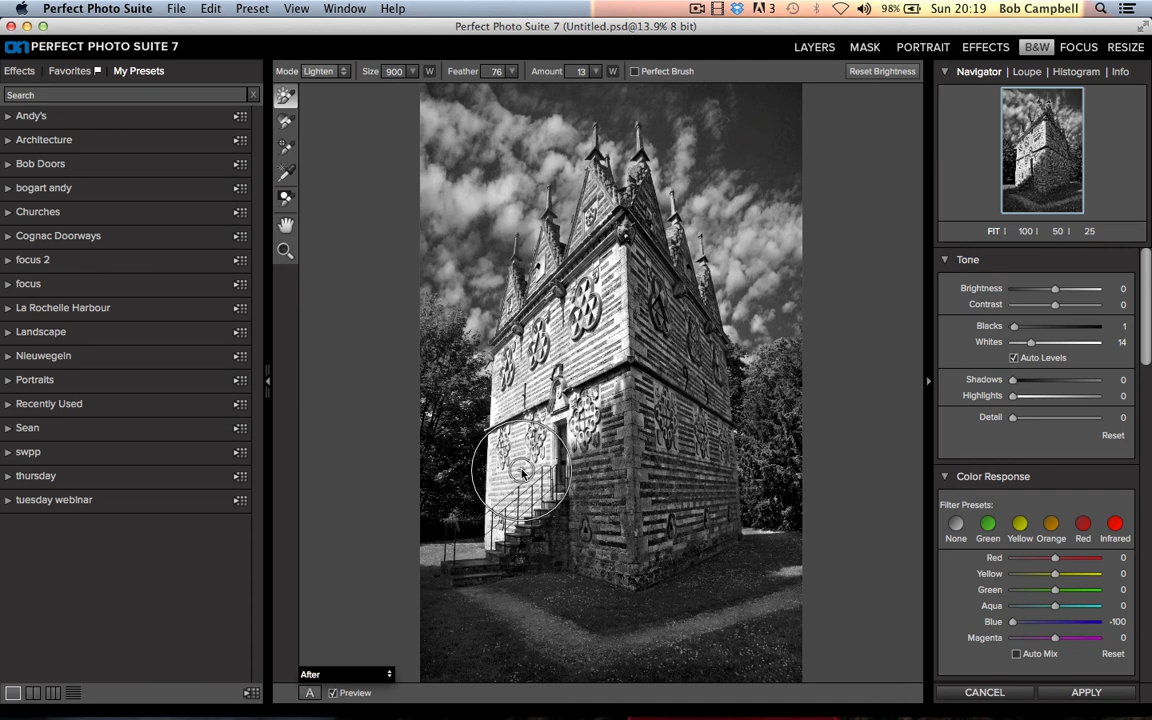 Perfect Photo Suite File Edit Preset Window Help 3 98% Sun 20:19 Bob Campbell
Perfect Photo Suite 7 (Untitled.psd@13.9% 8 bit)
on PERFECT PHOTO SUITE 7 LAYERS MASK PORTRAIT EFFECTS B&W FOCUS RESIZE
Effects Favorites My Presets
Mode Lighten Size 900 W Feather 76 Amount 13 W Perfect Brush Reset Brightness
Navigator | Loupe | Histogram | Info
Search X
Andy's
Architecture
Bob Doors
bogart andy
Churches
Cognac Doorways
focus 2
focus
La Rochelle Harbour
Landscape
Nieuwegein
Portraits
Recently Used
Sean
swpp
thursday
tuesday webinar
After
A Preview
FIT | 100 | 50 | 25
Tone
Brightness 0
Contrast 0
Blacks 1
Whites 14
Auto Levels
Shadows 0
Highlights 0
Detail 0
Reset
Color Response
Filter Presets:
None Green Yellow Orange Red Infrared
Red 0
Yellow 0
Green 0
Aqua 0
Blue -100
Magenta 0
Auto Mix Reset
CANCEL APPLY